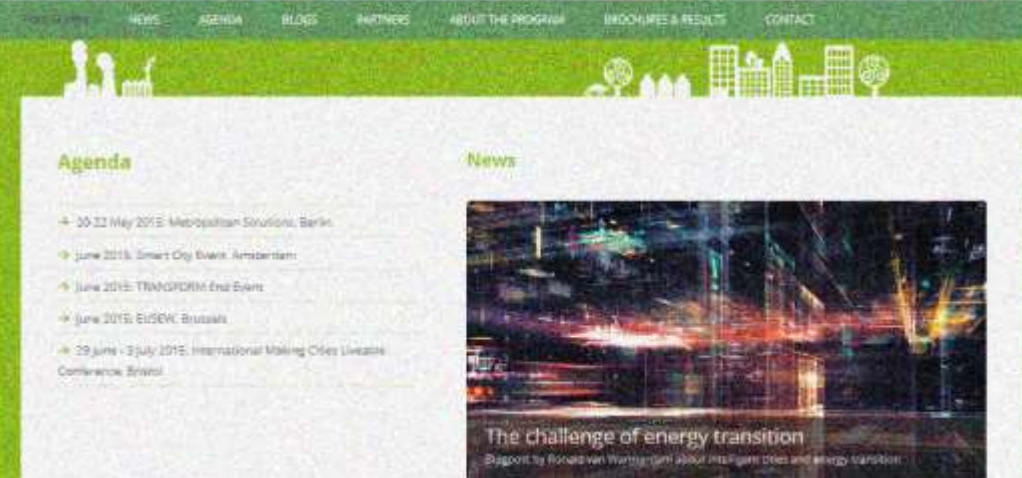 NEWS AGENDA BLOGS PARTNERS ABOUT THE PROGRAM BROCHURES & RESULTS CONTACT
Agenda
20-22 May 2015: Metropolitan Solutions, Berlin
June 2015: Smart City Event, Amsterdam
June 2015: TRANSFORM End Event
June 2015: EUSEW, Brussels
29 June - 3 July 2015: International Making Cities Liveable
Conference, Bristol
News
The challenge of energy transition
Blogpost by Ronald van about intelligent cities and energy transition